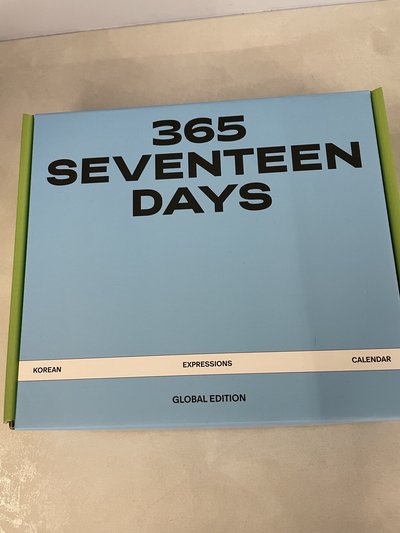 365
SEVENTEEN
DAYS
KOREAN EXPRESSIONS CALENDAR
GLOBAL EDITION